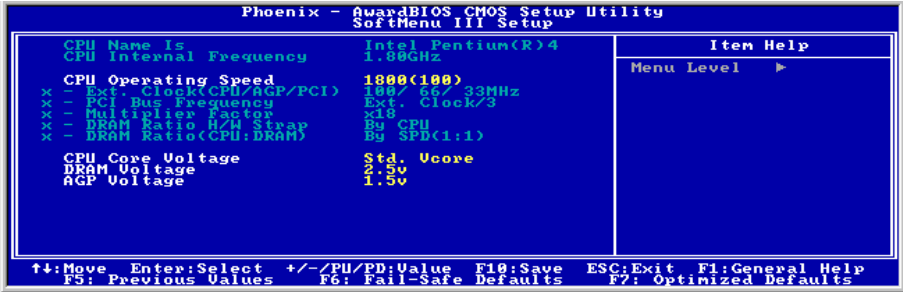 Phoenix - AwardBIOS CMOS Setup Utility
SoftMenu III Setup
CPU Name Is Intel Pentium(R)4
CPU Internal Frequency 1.80GHz
Item Help
CPU Operating Speed 1800(100)
Menu Level ►
x - Ext. Clock(CPU/AGP/PCI) 100/ 66/ 33MHz
x - PCI Bus Frequency Ext. Clock/3
x - Multiplier Factor x18
x - DRAM Ratio H/W Strap By CPU
x - DRAM Ratio(CPU:DRAM) By SPD(1:1)
CPU Core Voltage Std. Vcore
DRAM Voltage 2.5v
AGP Voltage 1.5v
↑↓:Move Enter:Select +/-/PU/PD:Value F10:Save ESC:Exit F1:General Help
F5: Previous Values F6: Fail-Safe Defaults F7: Optimized Defaults